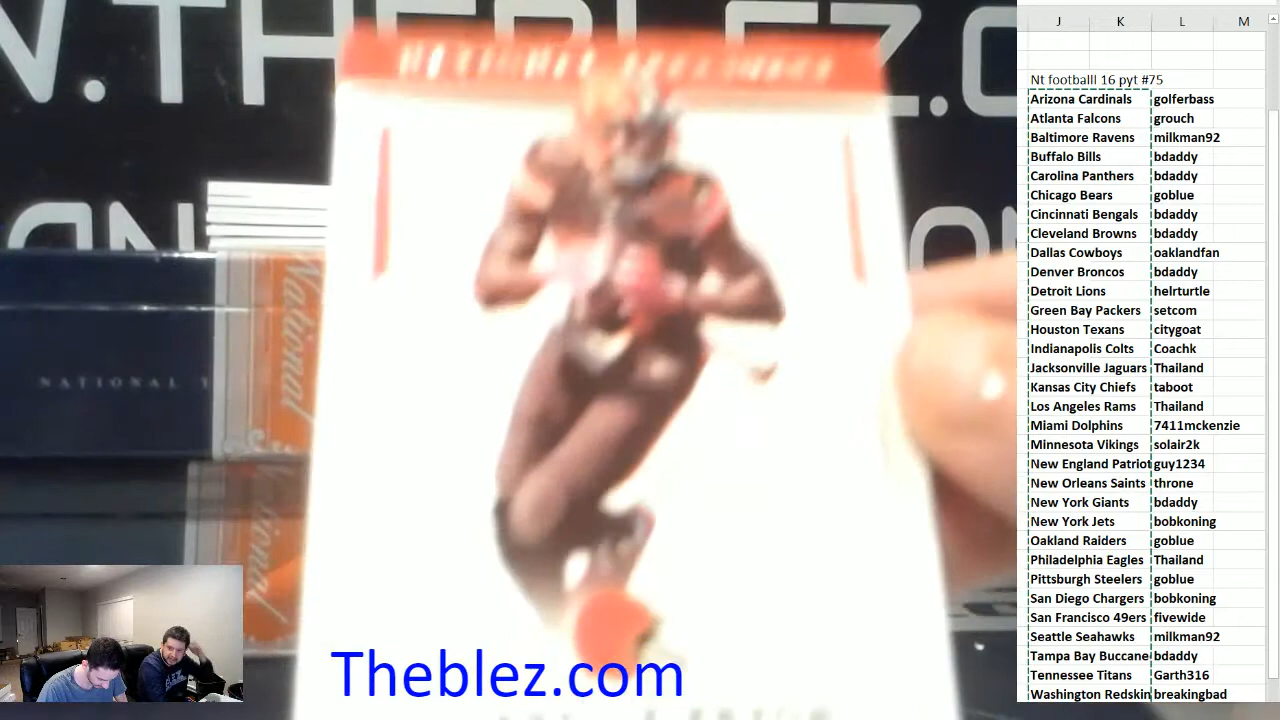 W.THEBLEZ.C
NATIONAL T
National
Theblez.com
J K L M
Nt footballl 16 pyt #75
Arizona Cardinals golferbass
Atlanta Falcons grouch
Baltimore Ravens milkman92
Buffalo Bills bdaddy
Carolina Panthers bdaddy
Chicago Bears goblue
Cincinnati Bengals bdaddy
Cleveland Browns bdaddy
Dallas Cowboys oaklandfan
Denver Broncos bdaddy
Detroit Lions helrturtle
Green Bay Packers setcom
Houston Texans citygoat
Indianapolis Colts Coachk
Jacksonville Jaguars Thailand
Kansas City Chiefs taboot
Los Angeles Rams Thailand
Miami Dolphins 7411mckenzie
Minnesota Vikings solair2k
New England Patriot guy1234
New Orleans Saints throne
New York Giants bdaddy
New York Jets bobkoning
Oakland Raiders goblue
Philadelphia Eagles Thailand
Pittsburgh Steelers goblue
San Diego Chargers bobkoning
San Francisco 49ers fivewide
Seattle Seahawks milkman92
Tampa Bay Buccane bdaddy
Tennessee Titans Garth316
Washington Redskin breakingbad